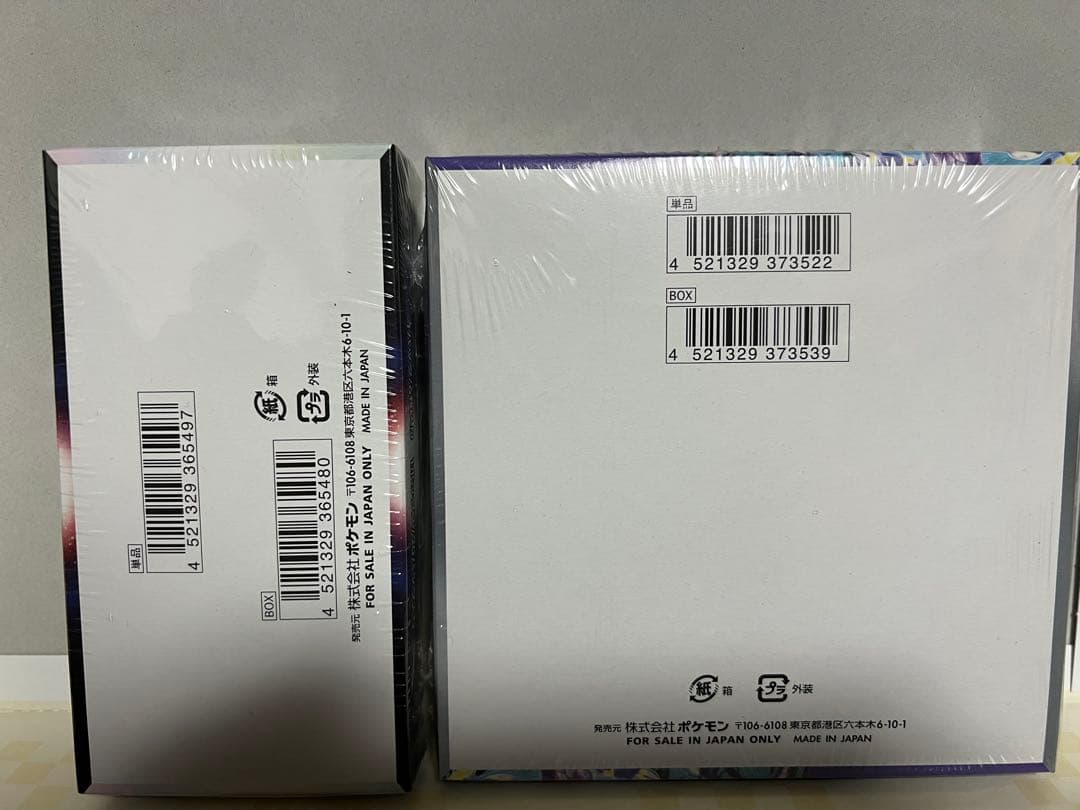 単品
4 521329 365497
BOX
4 521329 365480
紙 箱
プラ 外装
発売元 株式会社ポケモン 〒106-6108 東京都港区六本木6-10-1
FOR SALE IN JAPAN ONLY MADE IN JAPAN
単品
4 521329 373522
BOX
4 521329 373539
紙 箱 プラ 外装
発売元 株式会社ポケモン 〒106-6108 東京都港区六本木6-10-1
FOR SALE IN JAPAN ONLY MADE IN JAPAN